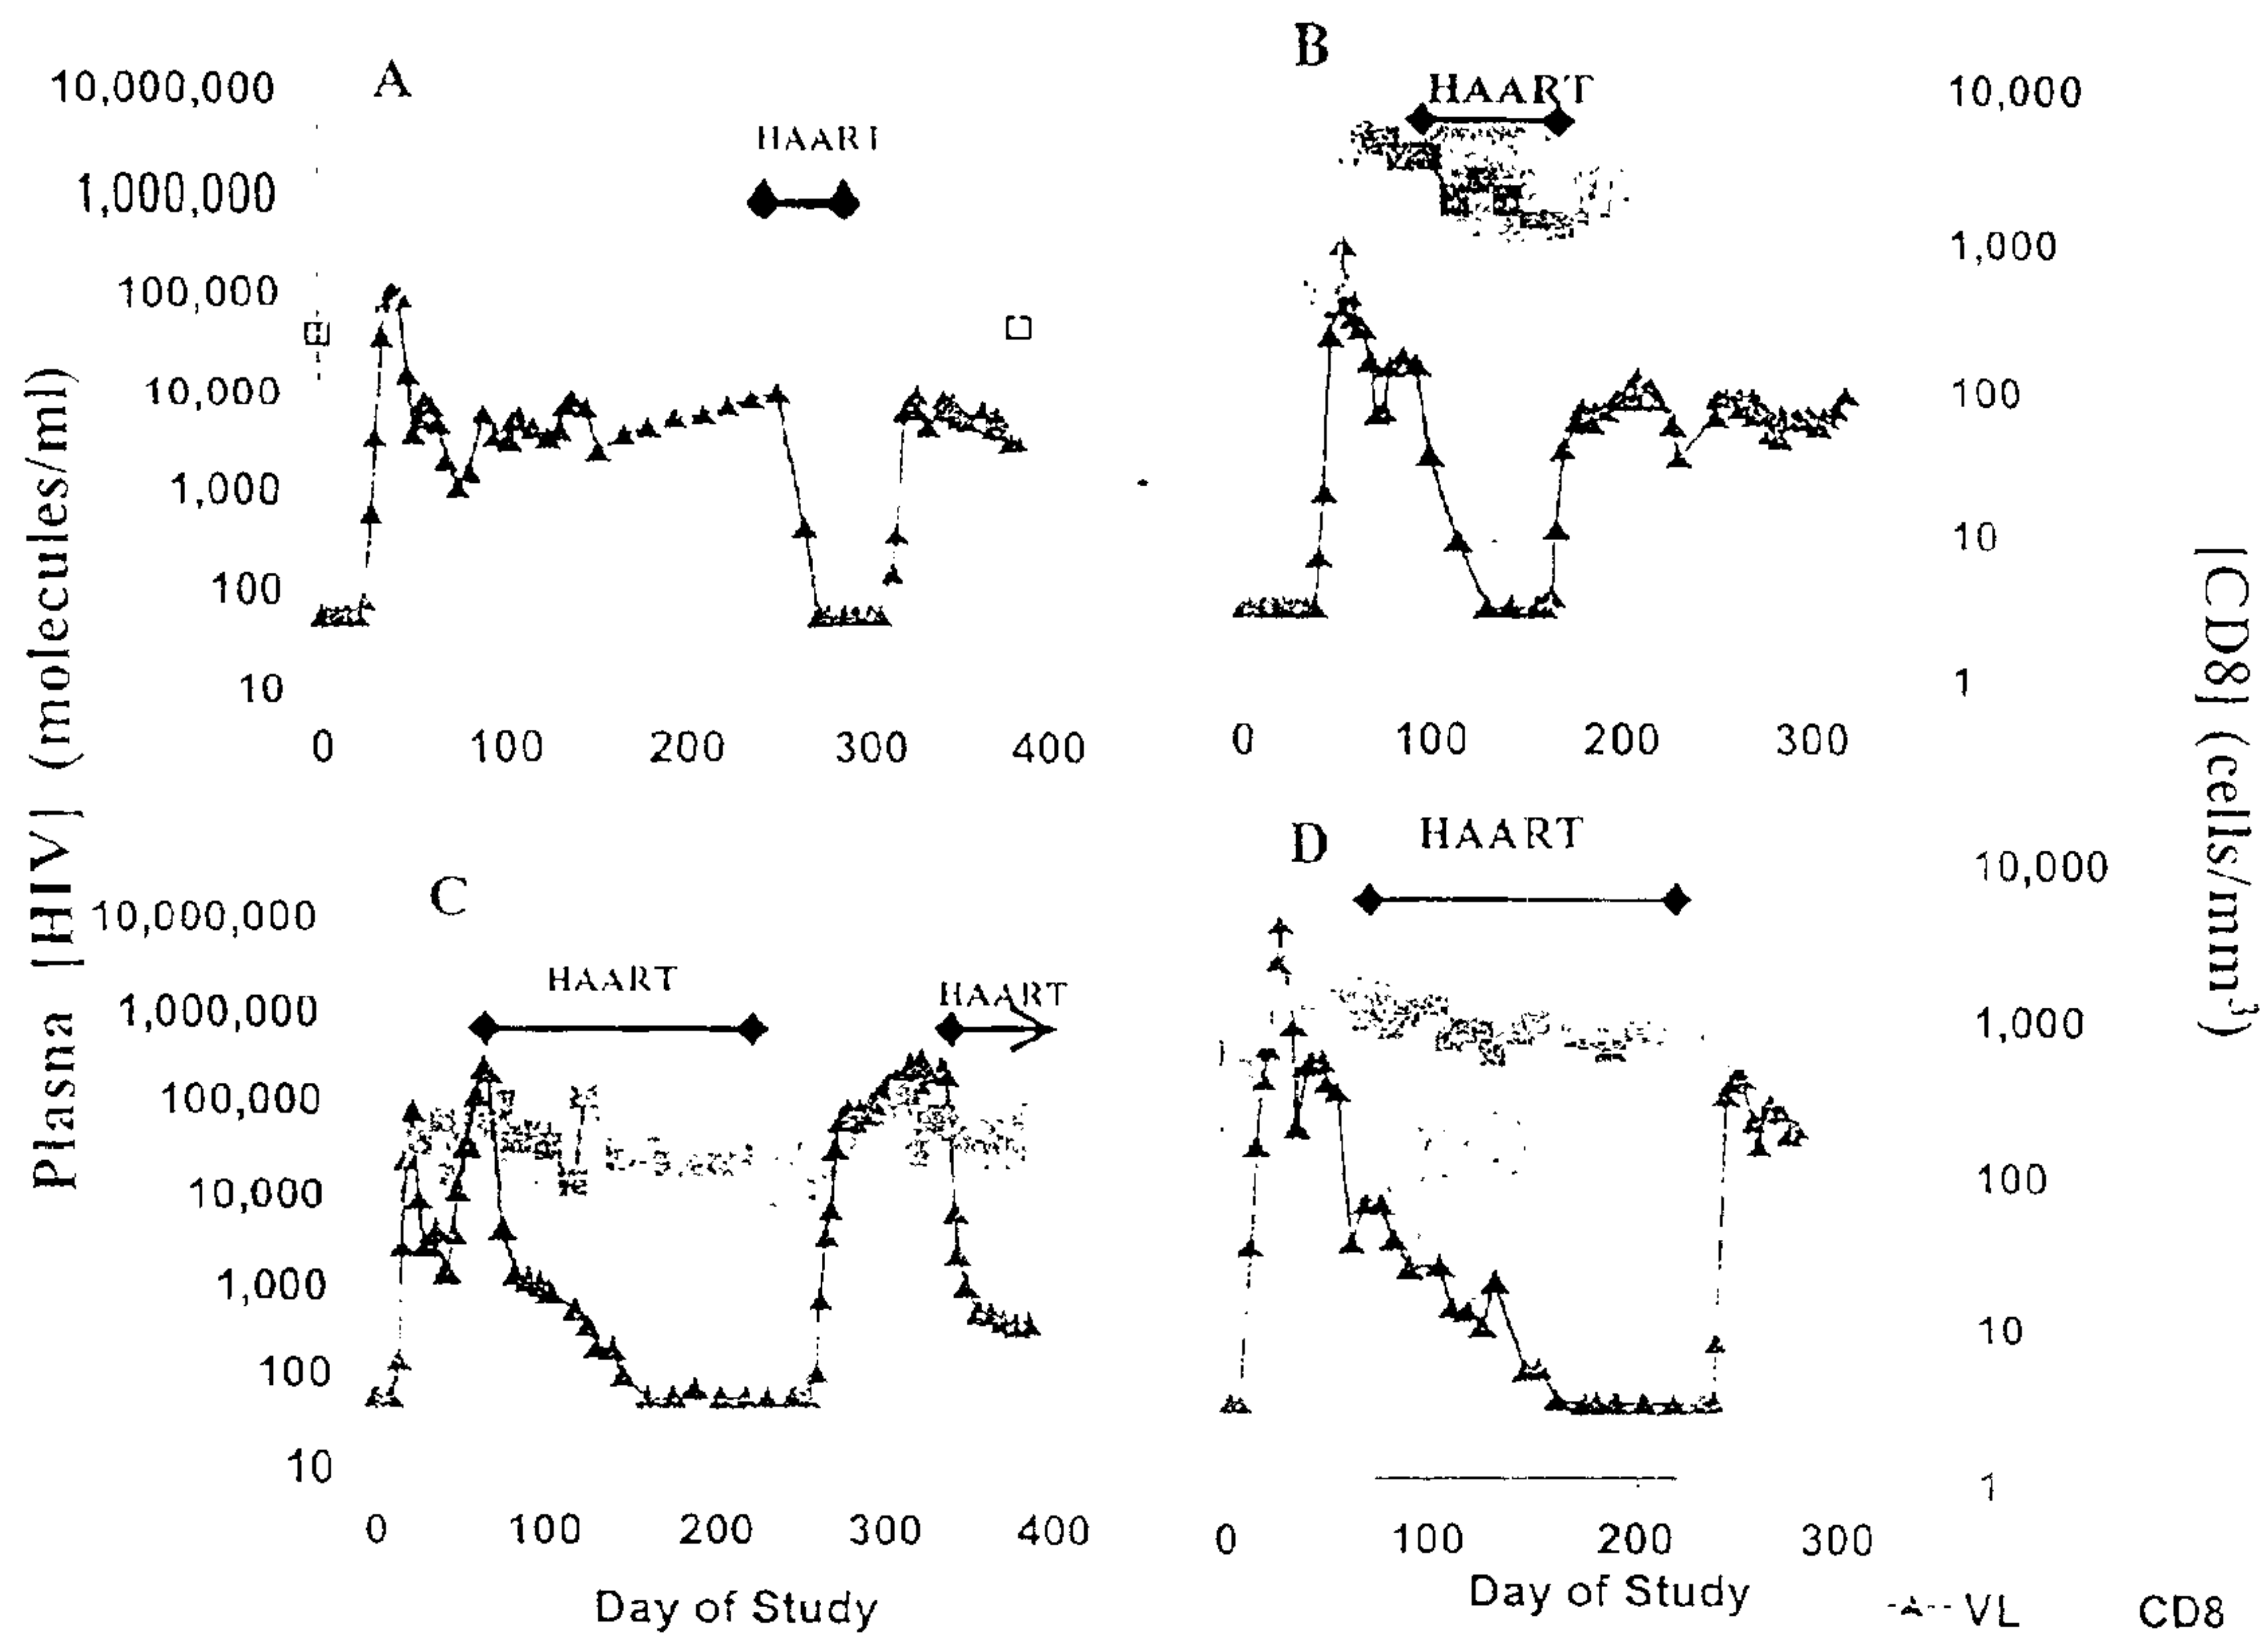 A
B
HAART
HAART
10,000,000
1,000,000
100,000
10,000
1,000
100
10
0 100 200 300 400
10,000
1,000
100
10
1
0 100 200 300
Plasna [HIV] (molecules/ml)
[CD8] (cells/mm³)
C
D
HAART
HAART
HAART
10,000,000
1,000,000
100,000
10,000
1,000
100
10
0 100 200 300 400
Day of Study
10,000
1,000
100
10
1
0 100 200 300
Day of Study
VL CD8